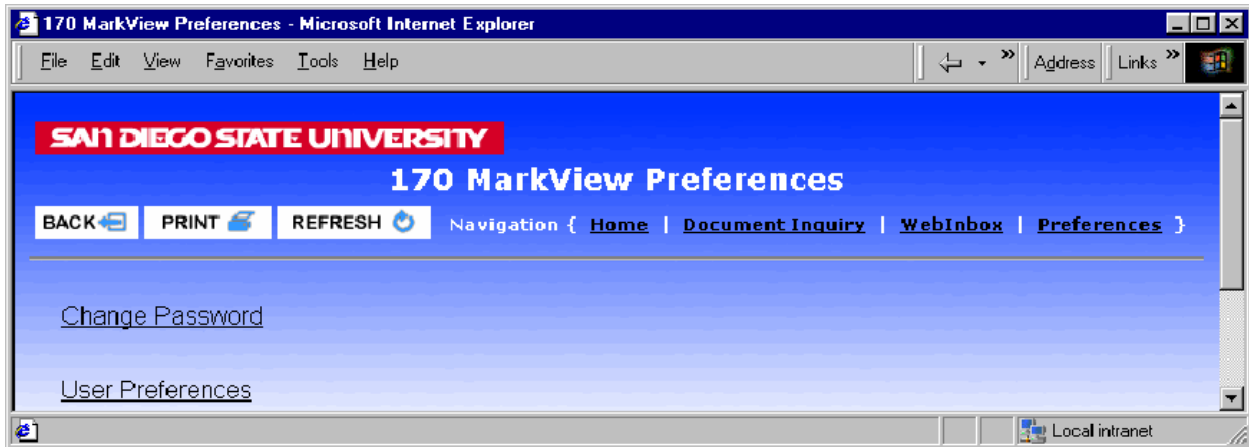 170 MarkView Preferences - Microsoft Internet Explorer
File Edit View Favorites Tools Help » Address Links »
SAN DIEGO STATE UNIVERSITY
170 MarkView Preferences
BACK PRINT REFRESH Navigation { Home | Document Inquiry | WebInbox | Preferences }
Change Password
User Preferences
Local intranet